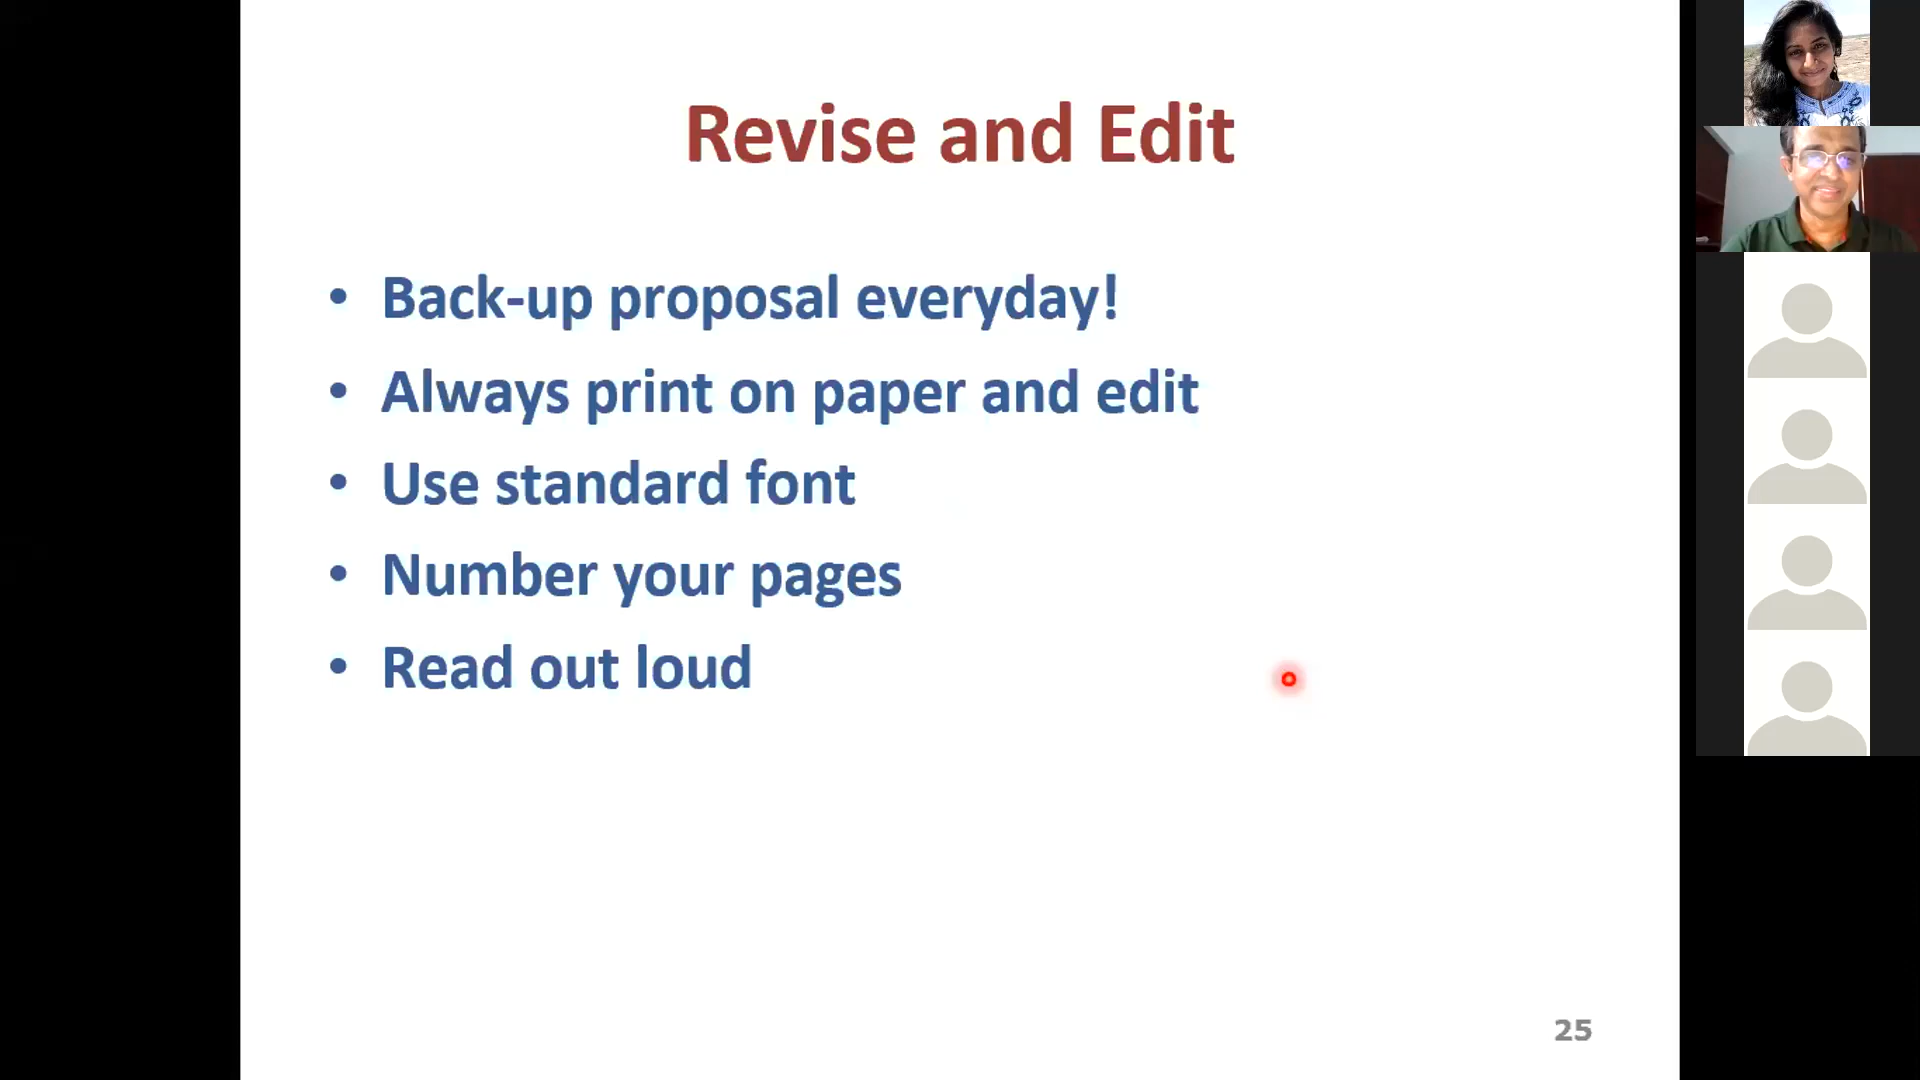 Revise and Edit
• Back-up proposal everyday!
• Always print on paper and edit
• Use standard font
• Number your pages
• Read out loud
25